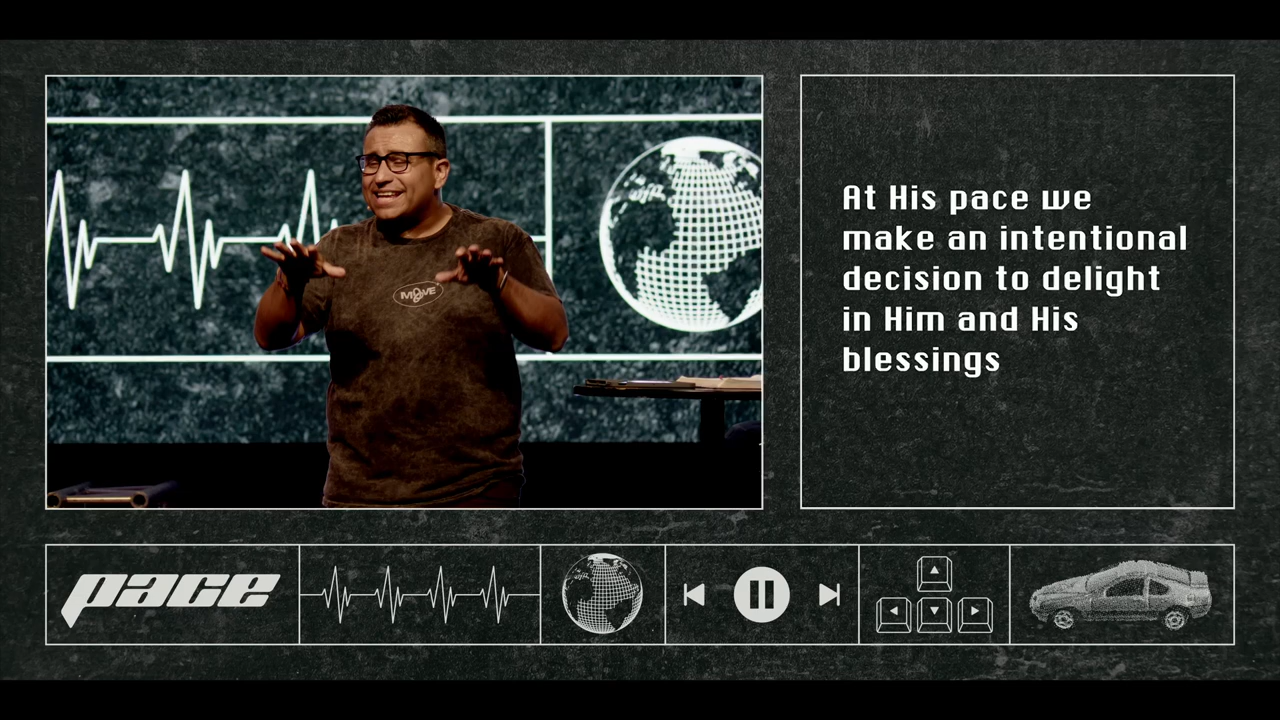 MOVE
At His pace we
make an intentional
decision to delight
in Him and His
blessings
pace